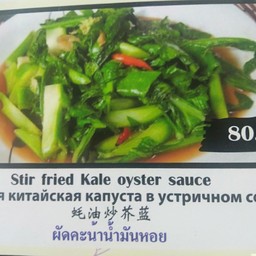 80.
Stir fried Kale oyster sauce
я китайская капуста в устричном со
蚝油炒芥蓝
ผัดคะน้าน้ำมันหอย